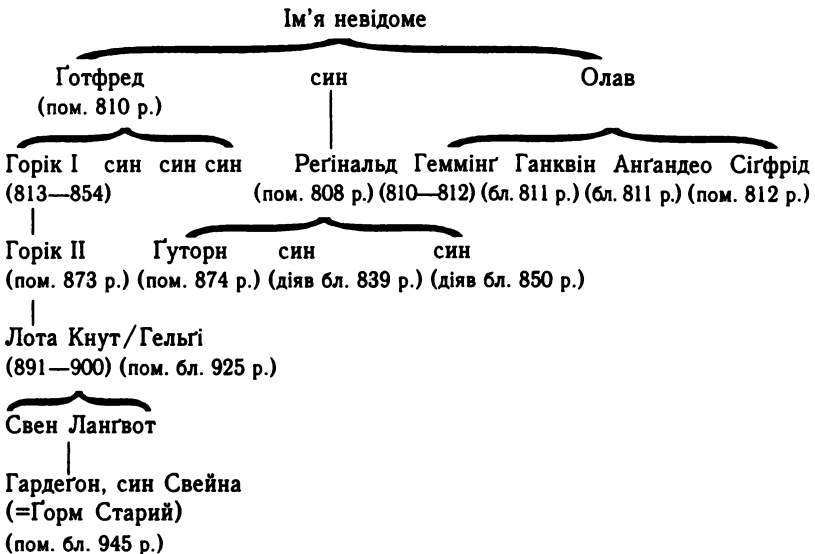 Ім’я невідоме
Ґотфред син Олав
(пом. 810 р.)
Горік I син син син Реґінальд Геммінґ Ганквін Анґандео Сіґфрід
(813—854) (пом. 808 р.) (810—812) (бл. 811 р.) (бл. 811 р.) (пом. 812 р.)
Горік II Ґуторн син син
(пом. 873 р.) (пом. 874 р.) (діяв бл. 839 р.) (діяв бл. 850 р.)
Лота Кнут/Гельґі
(891—900) (пом. бл. 925 р.)
Свен Ланґвот
Гардеґон, син Свейна
(=Ґорм Старий)
(пом. бл. 945 р.)